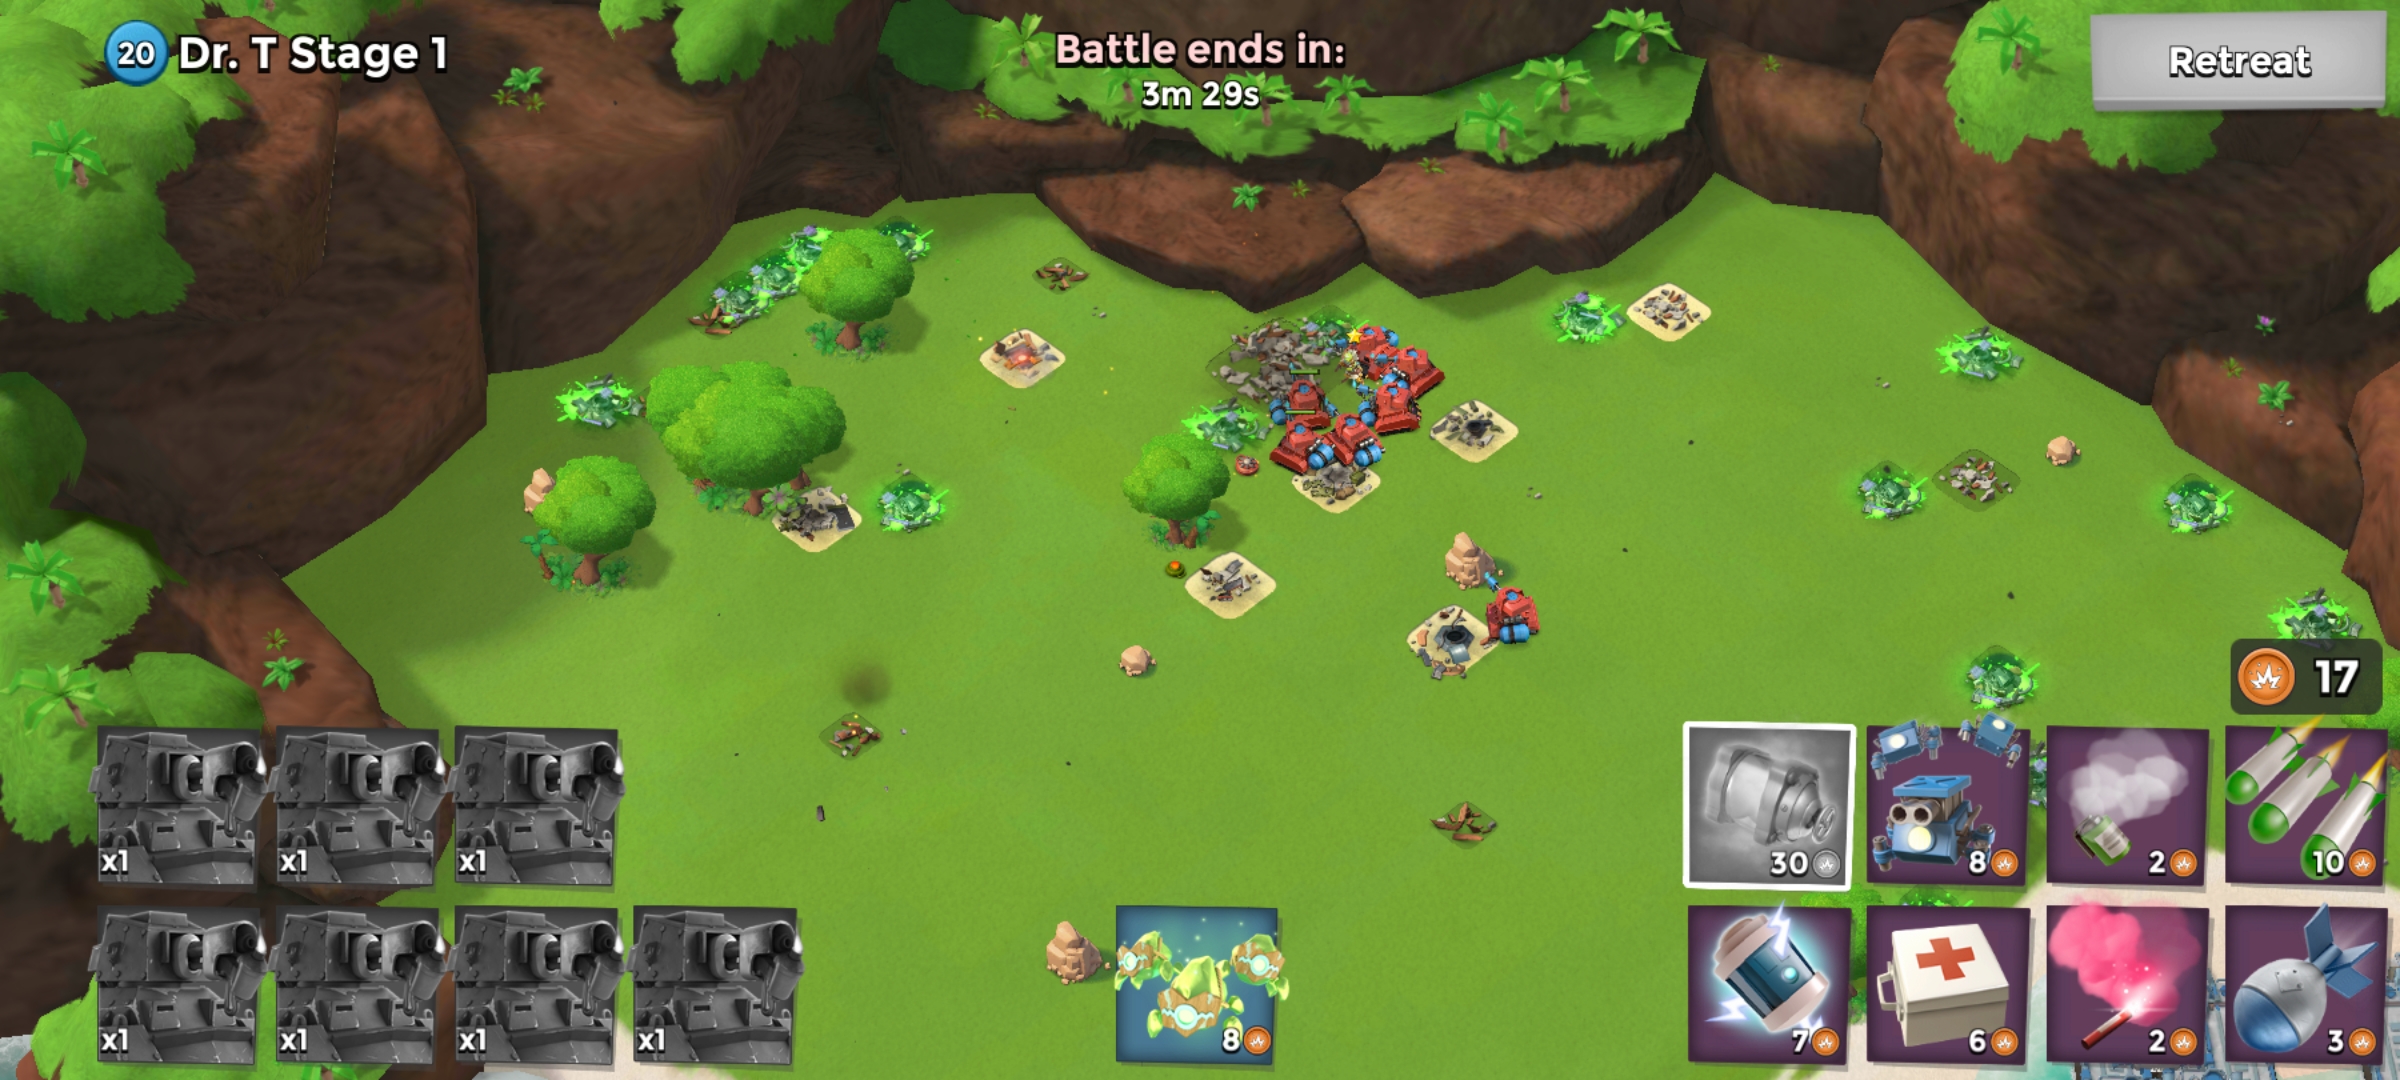 20 Dr. T Stage 1
Battle ends in:
3m 29s
Retreat
17
x1 x1 x1
30 8 2 10
x1 x1 x1 x1
8
7 6 2 3